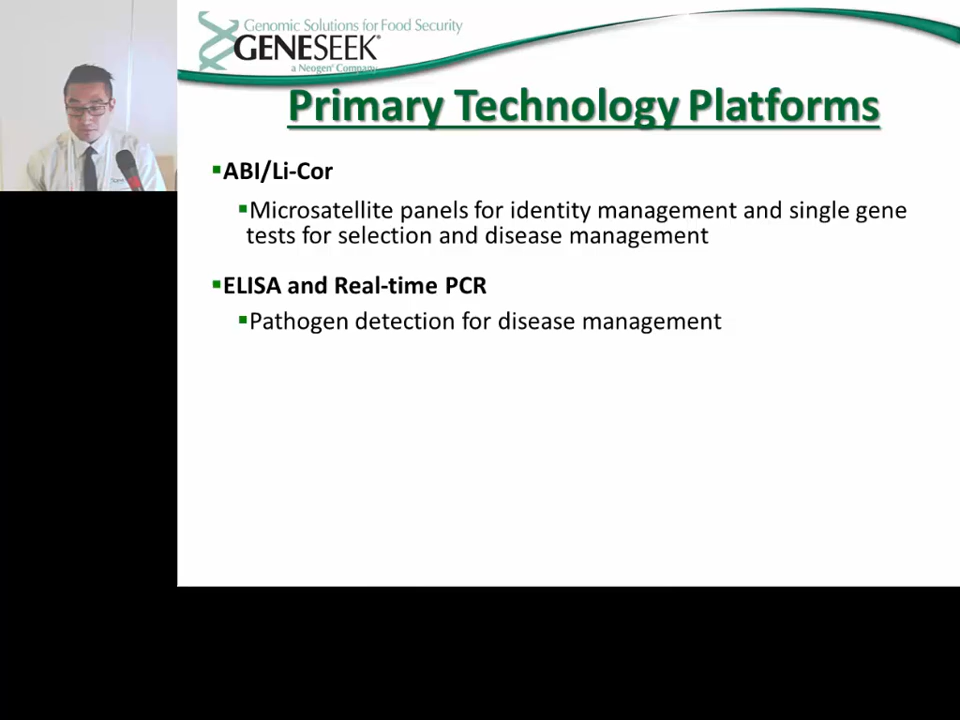 Genomic Solutions for Food Security
GENESEEK®
a Neogen® Company
Primary Technology Platforms
▪ABI/Li-Cor
▪Microsatellite panels for identity management and single gene
tests for selection and disease management
▪ELISA and Real-time PCR
▪Pathogen detection for disease management